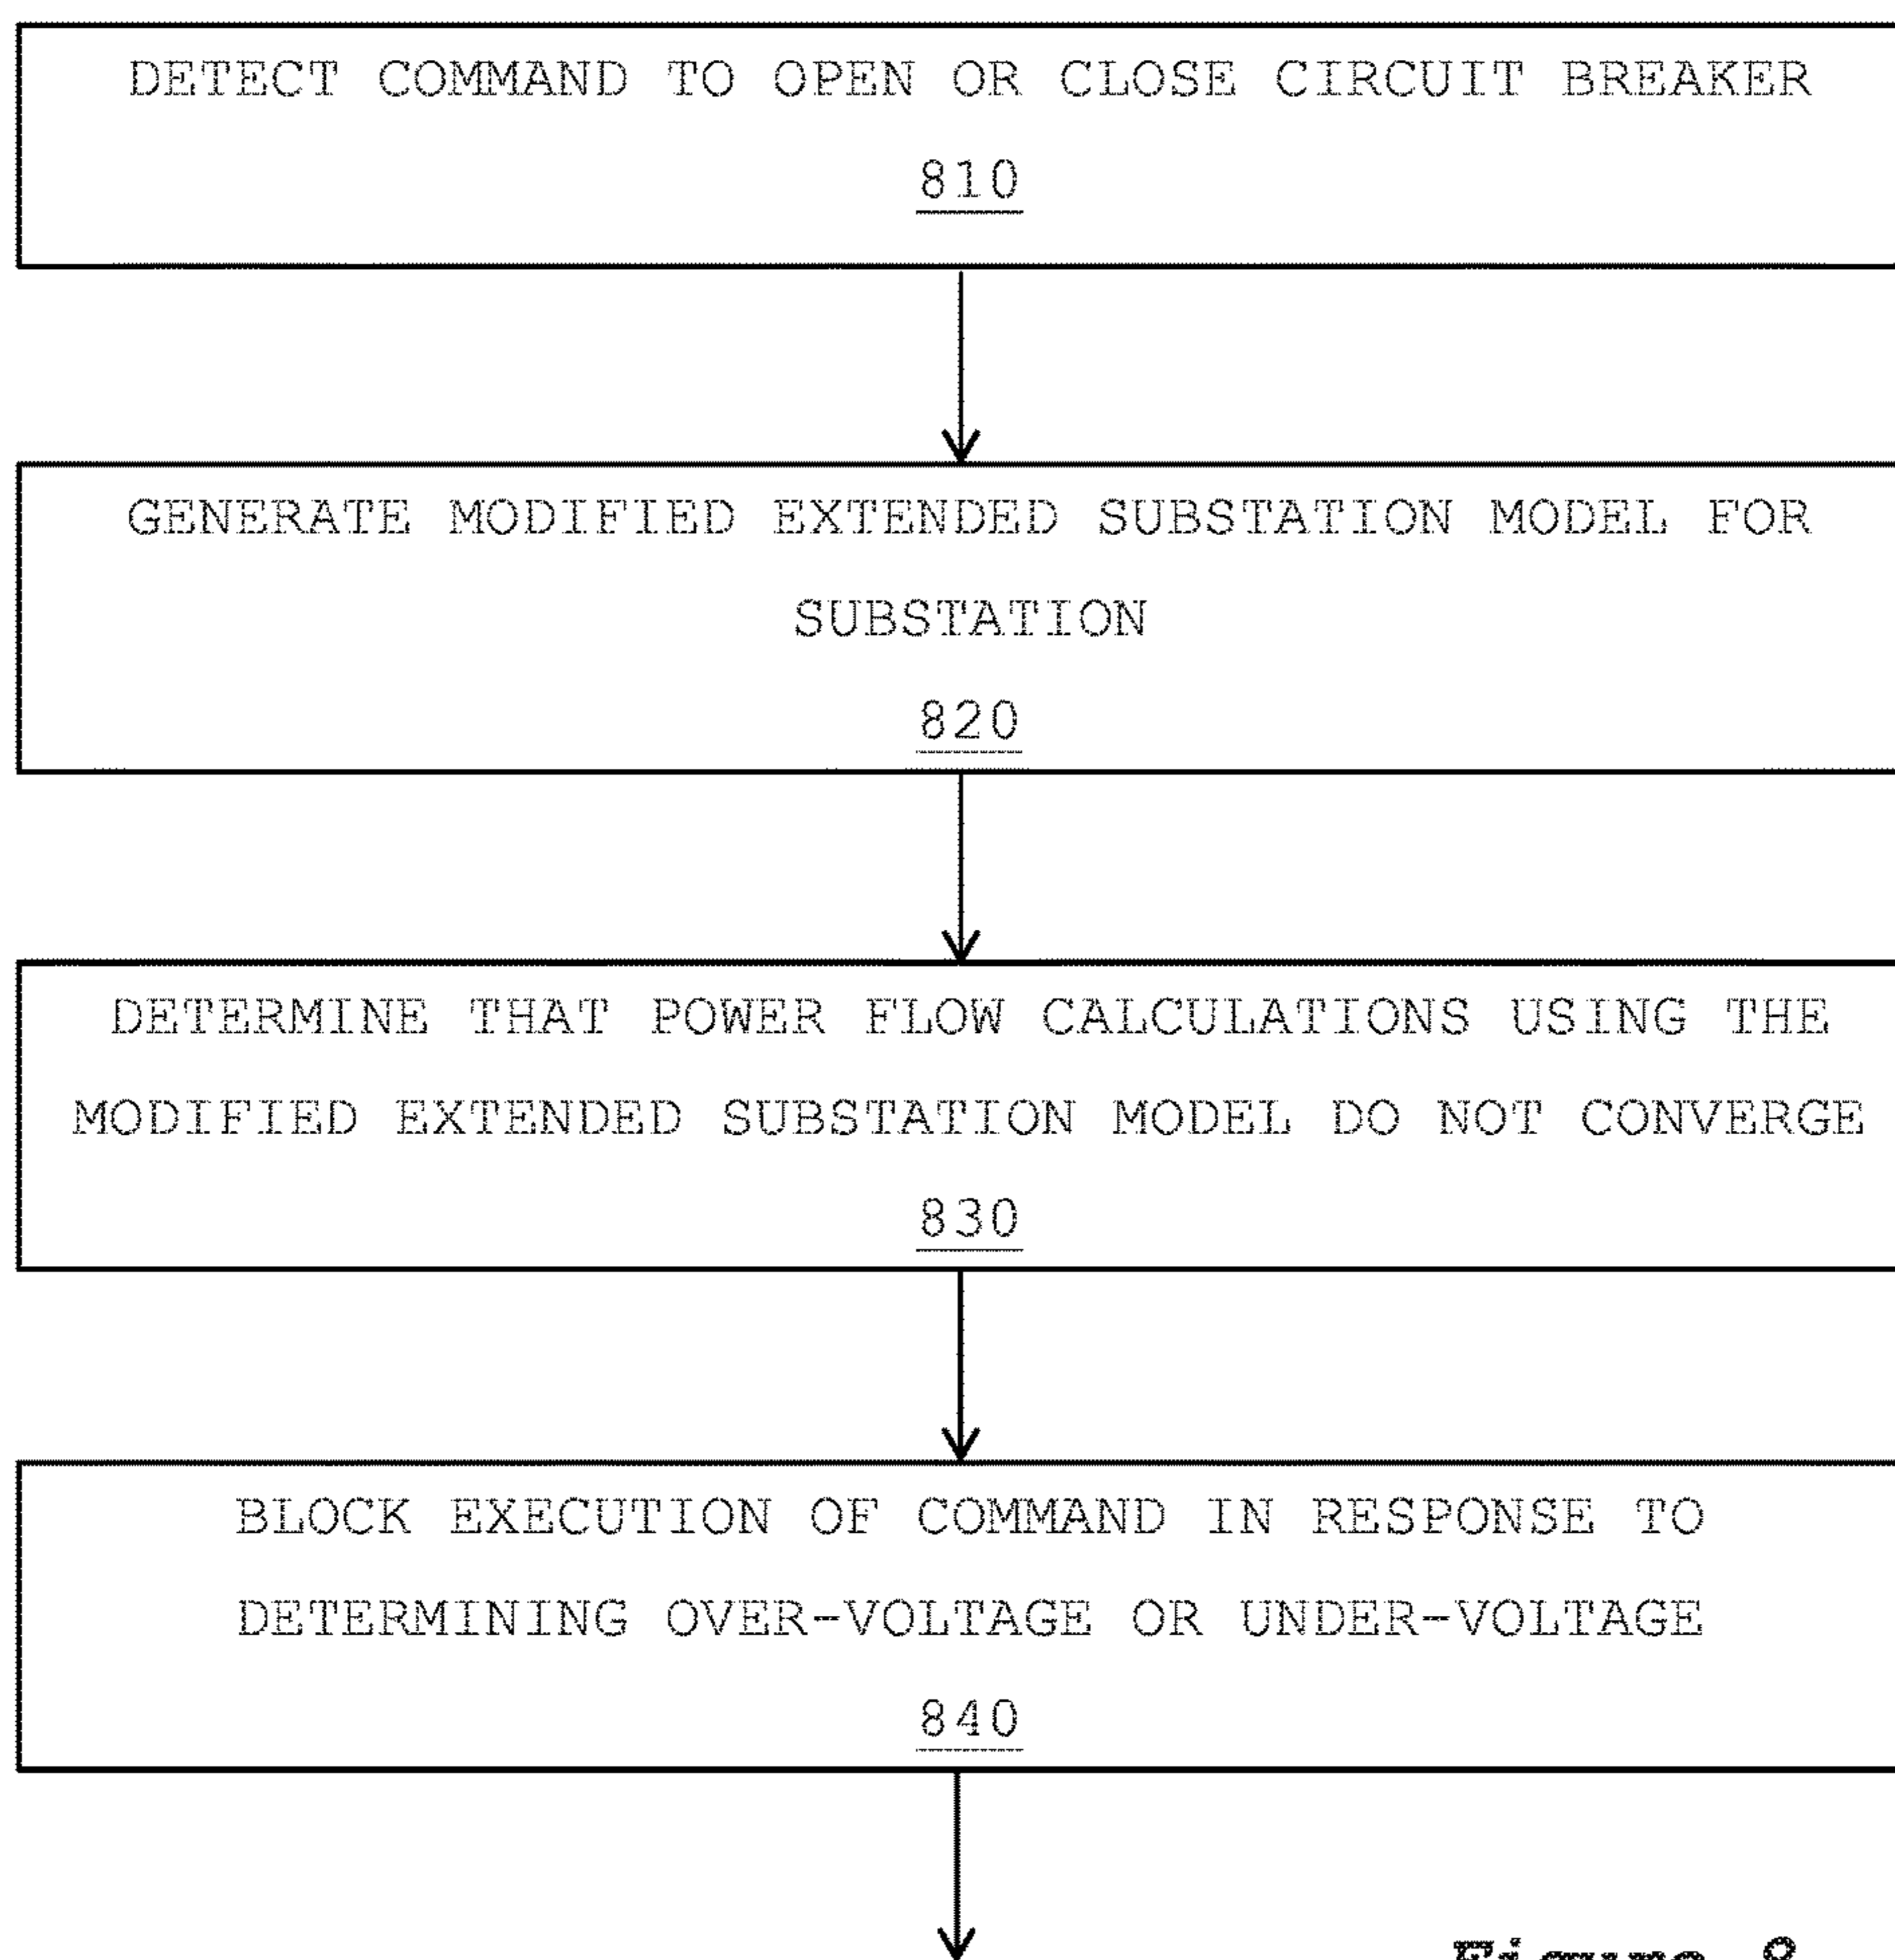 DETECT COMMAND TO OPEN OR CLOSE CIRCUIT BREAKER
810
GENERATE MODIFIED EXTENDED SUBSTATION MODEL FOR
SUBSTATION
820
DETERMINE THAT POWER FLOW CALCULATIONS USING THE
MODIFIED EXTENDED SUBSTATION MODEL DO NOT CONVERGE
830
BLOCK EXECUTION OF COMMAND IN RESPONSE TO
DETERMINING OVER-VOLTAGE OR UNDER-VOLTAGE
840
Figure 8